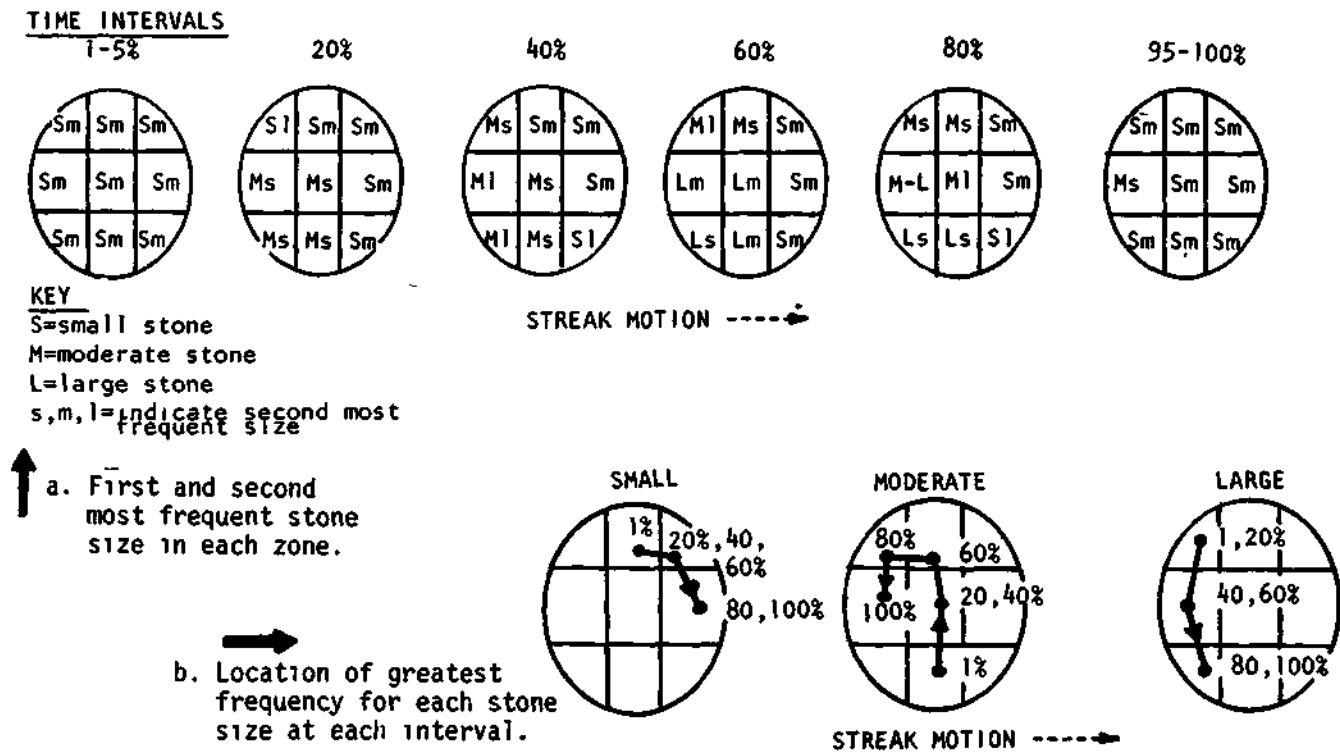 TIME INTERVALS
1-5% 20% 40% 60% 80% 95-100%
Sm Sm Sm Sl Sm Sm Ms Sm Sm Ml Ms Sm Ms Ms Sm Sm Sm Sm
Sm Sm Sm Ms Ms Sm Ml Ms Sm Lm Lm Sm M-L Ml Sm Ms Sm Sm
Sm Sm Sm Ms Ms Sm Ml Ms Sl Ls Lm Sm Ls Ls Sl Sm Sm Sm
KEY
S=small stone
M=moderate stone
L=large stone
s,m,l=indicate second most
frequent size
STREAK MOTION
a. First and second
most frequent stone
size in each zone.
b. Location of greatest
frequency for each stone
size at each interval.
SMALL
1%
20%,40,
60%
80,100%
MODERATE
80%
60%
100%
20,40%
1%
LARGE
1,20%
40,60%
80,100%
STREAK MOTION